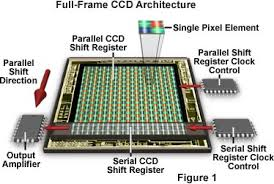 Full-Frame CCD Architecture
Single Pixel Element
Parallel CCD
Shift Register
Parallel
Shift
Direction
Parallel Shift
Register Clock
Control
Output
Amplifier
Serial CCD
Shift Register
Serial Shift
Register Clock
Control
Figure 1